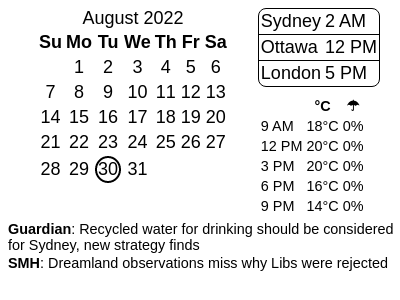 August 2022
Su Mo Tu We Th Fr Sa
1 2 3 4 5 6
7 8 9 10 11 12 13
14 15 16 17 18 19 20
21 22 23 24 25 26 27
28 29 30 31
Sydney 2 AM
Ottawa 12 PM
London 5 PM
°C ☂
9 AM 18°C 0%
12 PM 20°C 0%
3 PM 20°C 0%
6 PM 16°C 0%
9 PM 14°C 0%
Guardian: Recycled water for drinking should be considered
for Sydney, new strategy finds
SMH: Dreamland observations miss why Libs were rejected